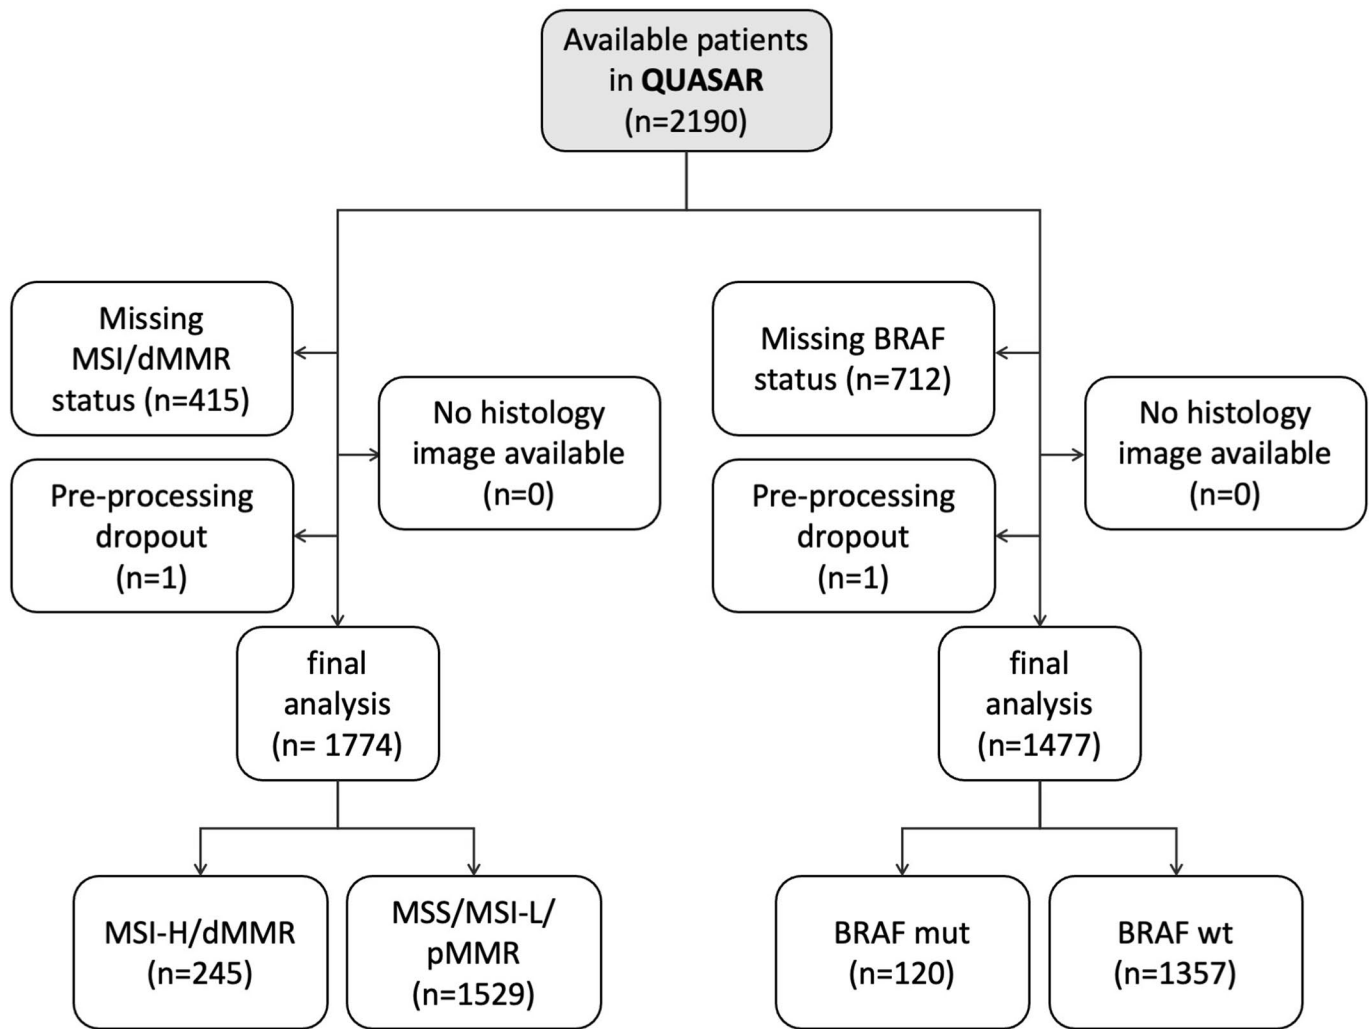 Available patients
in QUASAR
(n=2190)
Missing
MSI/dMMR
status (n=415)
No histology
image available
(n=0)
Pre-processing
dropout
(n=1)
final
analysis
(n= 1774)
MSI-H/dMMR
(n=245)
MSS/MSI-L/
pMMR
(n=1529)
Missing BRAF
status (n=712)
No histology
image available
(n=0)
Pre-processing
dropout
(n=1)
final
analysis
(n=1477)
BRAF mut
(n=120)
BRAF wt
(n=1357)